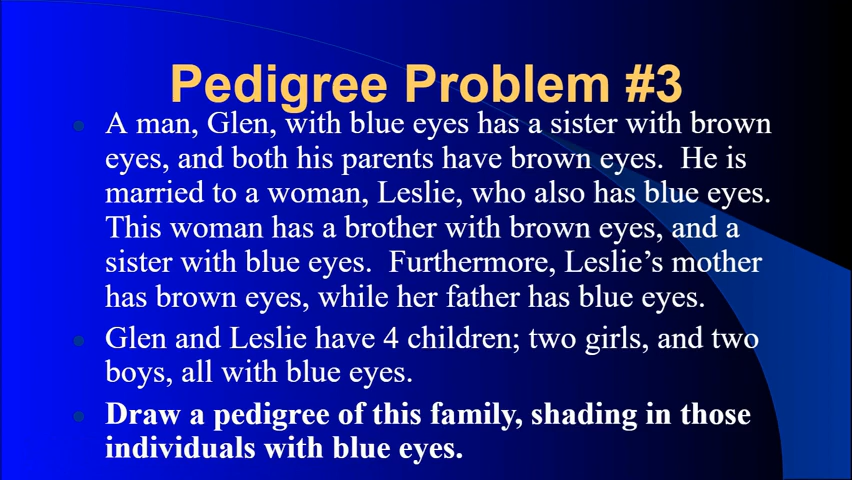 Pedigree Problem #3
A man, Glen, with blue eyes has a sister with brown
eyes, and both his parents have brown eyes.  He is
married to a woman, Leslie, who also has blue eyes.
This woman has a brother with brown eyes, and a
sister with blue eyes.  Furthermore, Leslie’s mother
has brown eyes, while her father has blue eyes.
Glen and Leslie have 4 children; two girls, and two
boys, all with blue eyes.
Draw a pedigree of this family, shading in those
individuals with blue eyes.